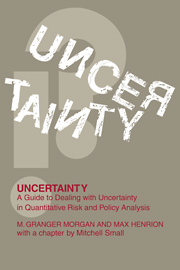 UNCER
TAINTY
UNCERTAINTY
A Guide to Dealing with Uncertainty
in Quantitative Risk and Policy Analysis
M. GRANGER MORGAN AND MAX HENRION
with a chapter by Mitchell Small